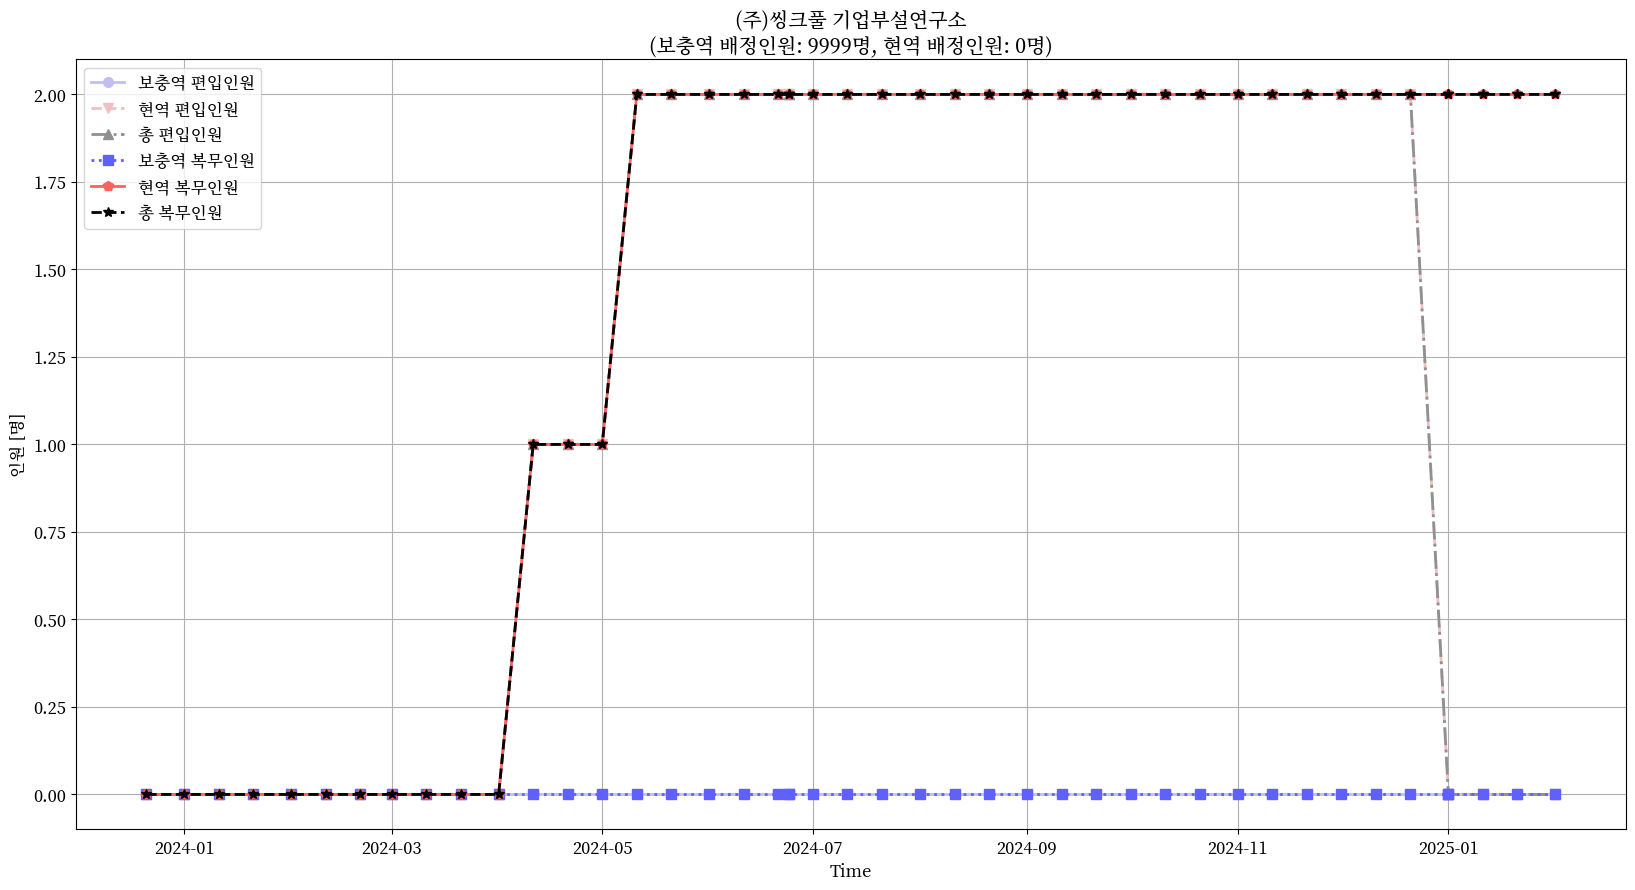 (주)씽크풀 기업부설연구소
(보충역 배정인원: 9999명, 현역 배정인원: 0명)
보충역 편입인원
현역 편입인원
총 편입인원
보충역 복무인원
현역 복무인원
총 복무인원
2.00
1.75
1.50
1.25
1.00
0.75
0.50
0.25
0.00
인원 [명]
2024-01 2024-03 2024-05 2024-07 2024-09 2024-11 2025-01
Time